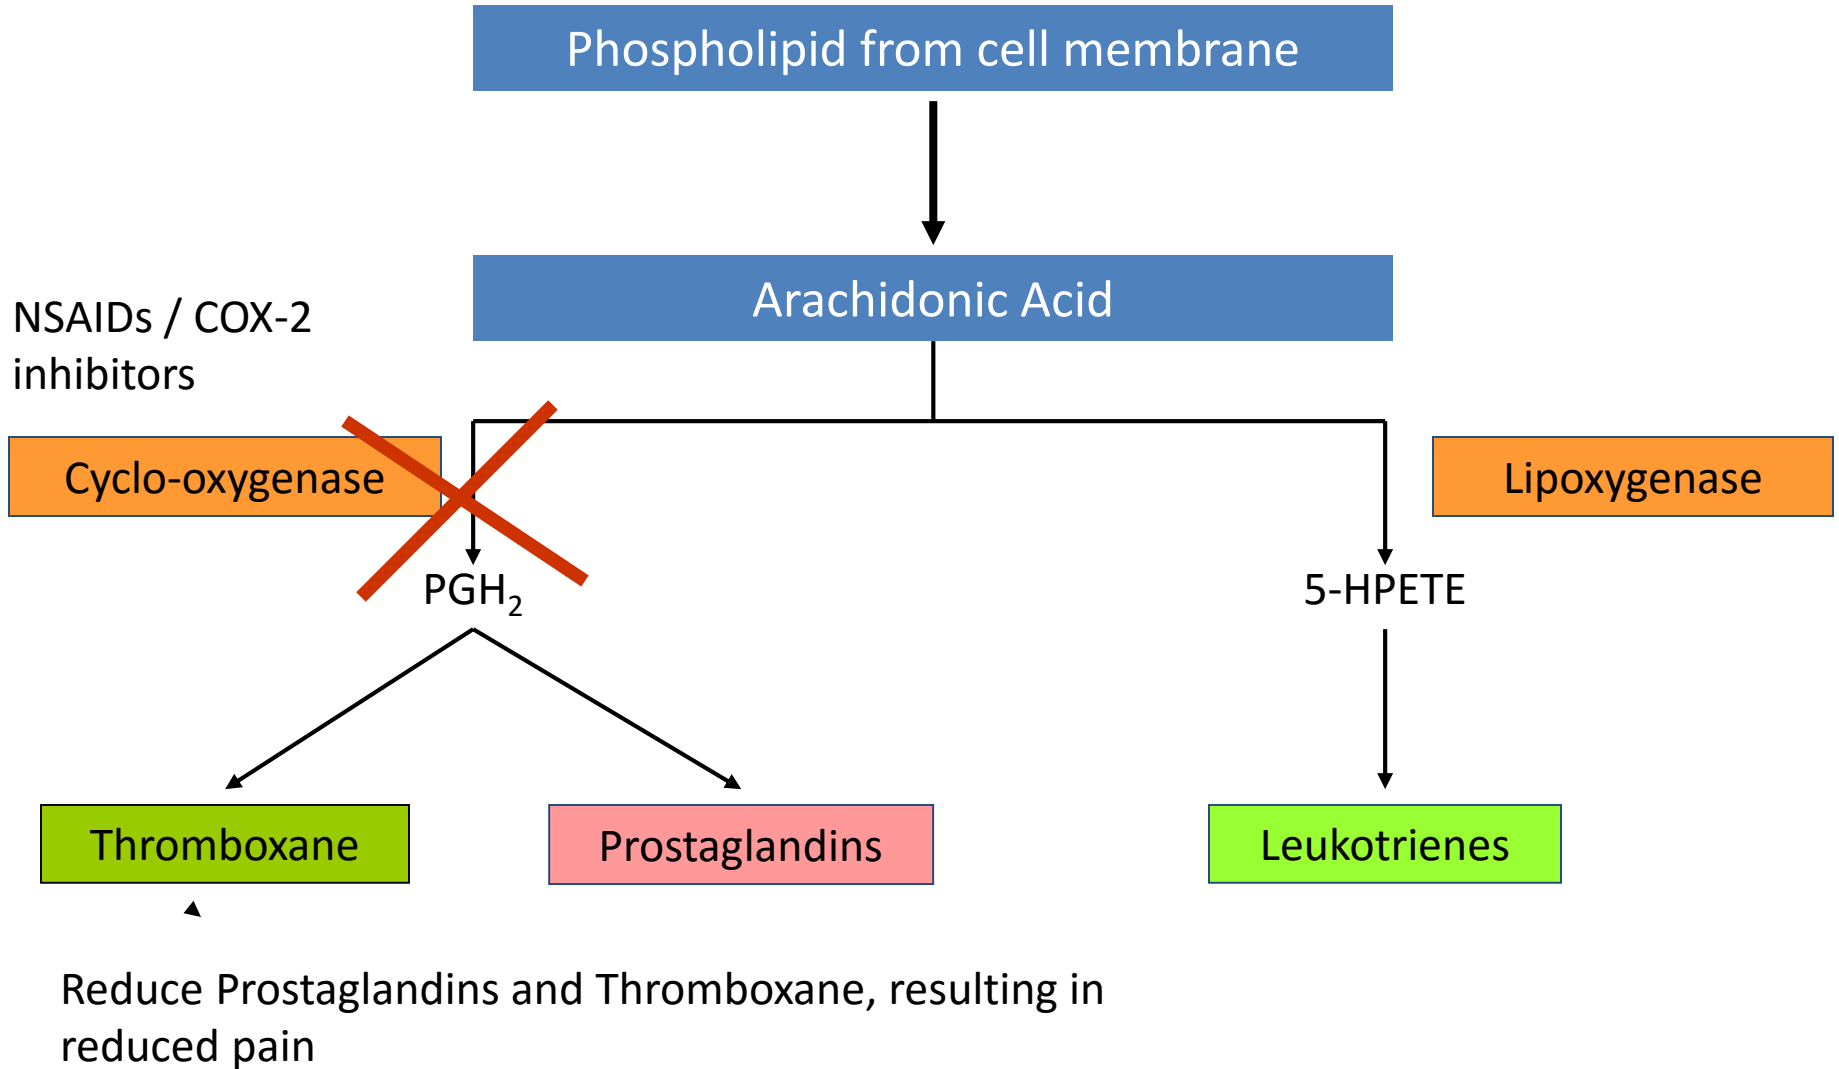 Phospholipid from cell membrane
Arachidonic Acid
NSAIDs / COX-2
inhibitors
Cyclo-oxygenase
Lipoxygenase
PGH₂
5-HPETE
Thromboxane
Prostaglandins
Leukotrienes
Reduce Prostaglandins and Thromboxane, resulting in
reduced pain